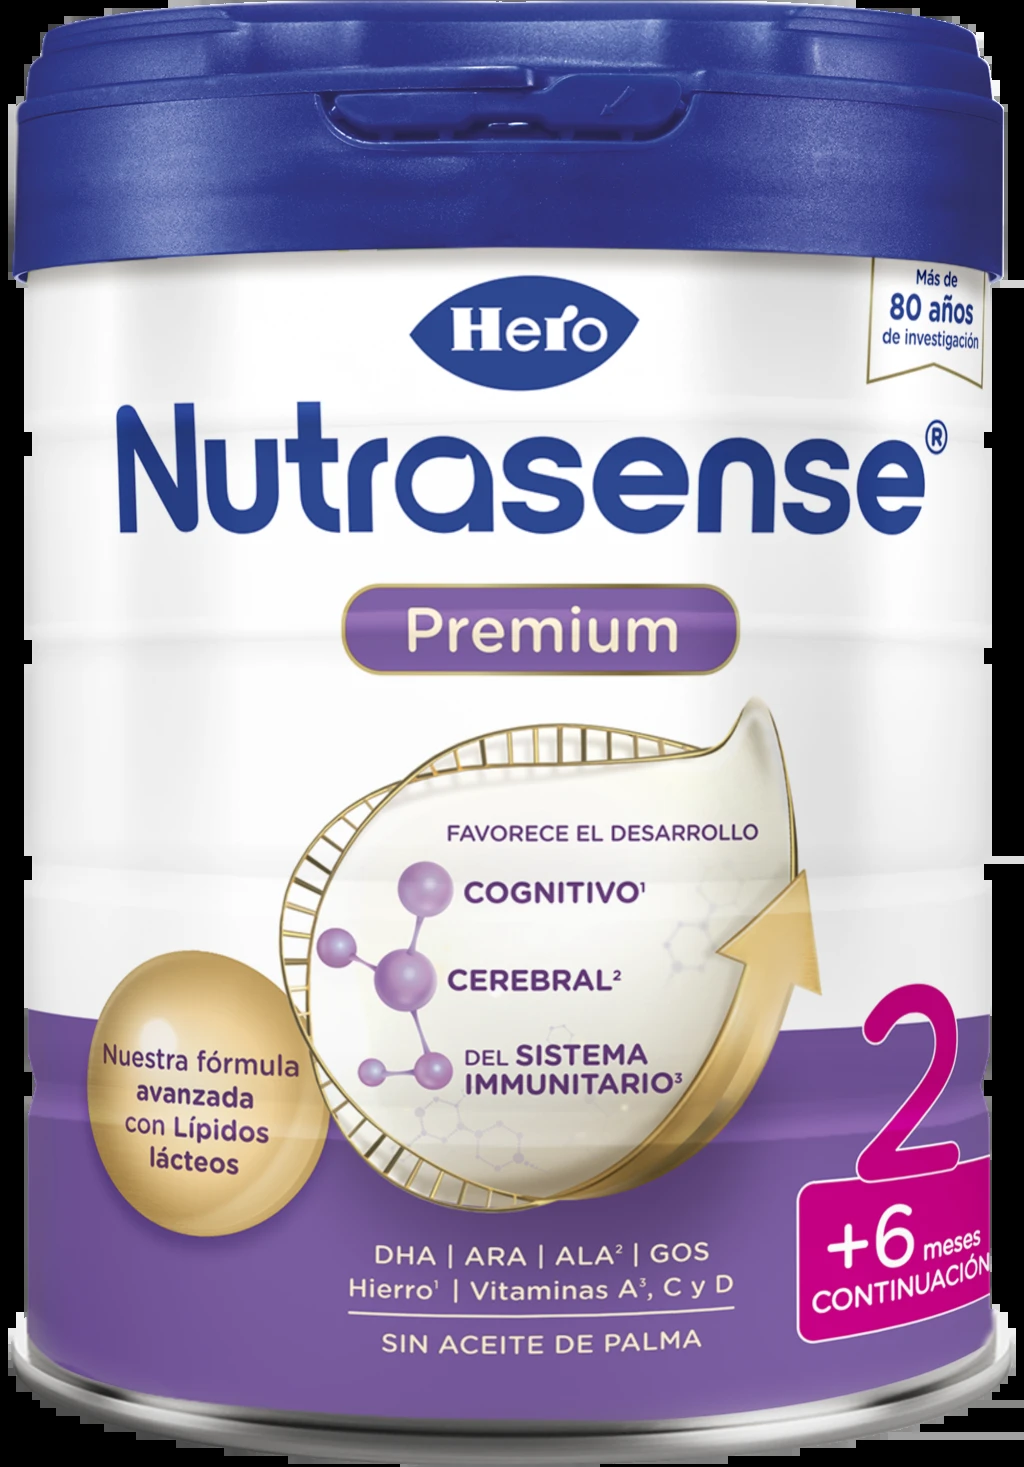 Más de
80 años
de investigación
Hero
Nutrasense®
Premium
FAVORECE EL DESARROLLO
COGNITIVO¹
CEREBRAL²
DEL SISTEMA
IMMUNITARIO³
Nuestra fórmula
avanzada
con Lípidos
lácteos
2
+6 meses
CONTINUACIÓN
DHA | ARA | ALA² | GOS
Hierro¹ | Vitaminas A³, C y D
SIN ACEITE DE PALMA